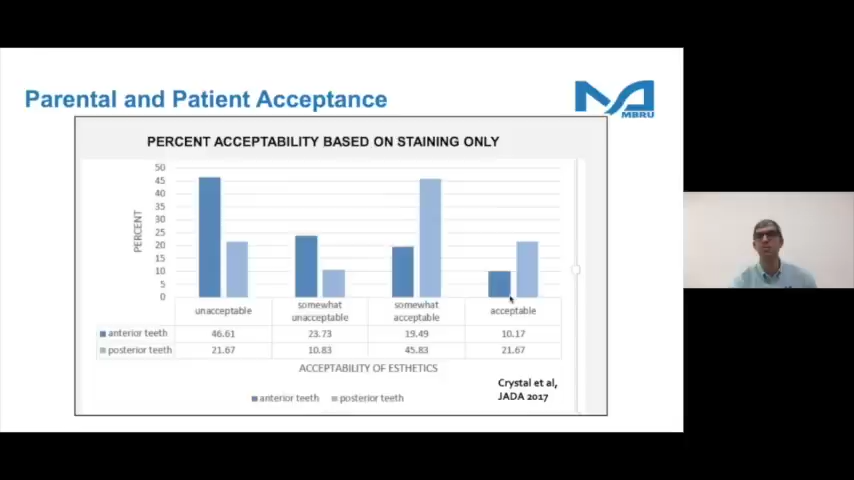 Parental and Patient Acceptance
MBRU
PERCENT ACCEPTABILITY BASED ON STAINING ONLY
50
45
40
35
30
25
20
15
10
5
0
PERCENT
unacceptable
somewhat unacceptable
somewhat acceptable
acceptable
anterior teeth 46.61 23.73 19.49 10.17
posterior teeth 21.67 10.83 45.83 21.67
ACCEPTABILITY OF ESTHETICS
anterior teeth posterior teeth
Crystal et al,
JADA 2017